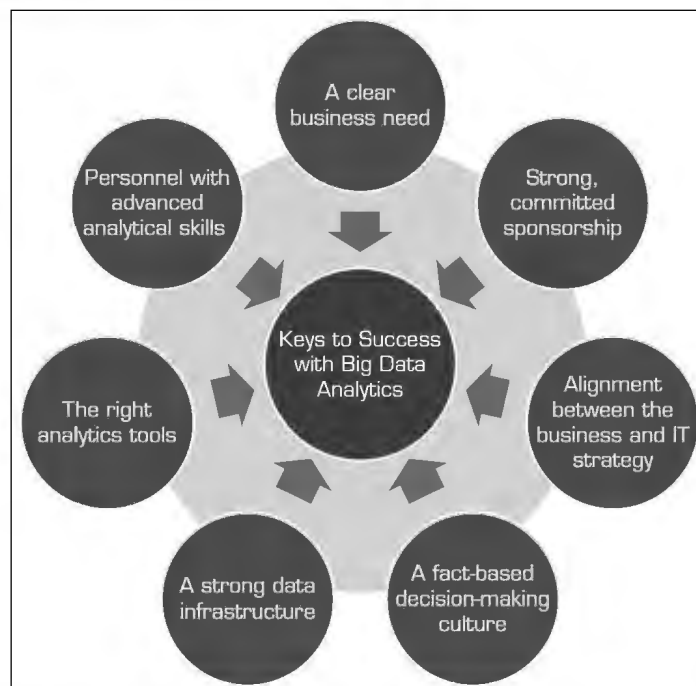 A clear
business need
Strong,
committed
sponsorship
Alignment
between the
business and IT
strategy
A fact-based
decision-making
culture
A strong data
infrastructure
The right
analytics tools
Personnel with
advanced
analytical skills
Keys to Success
with Big Data
Analytics